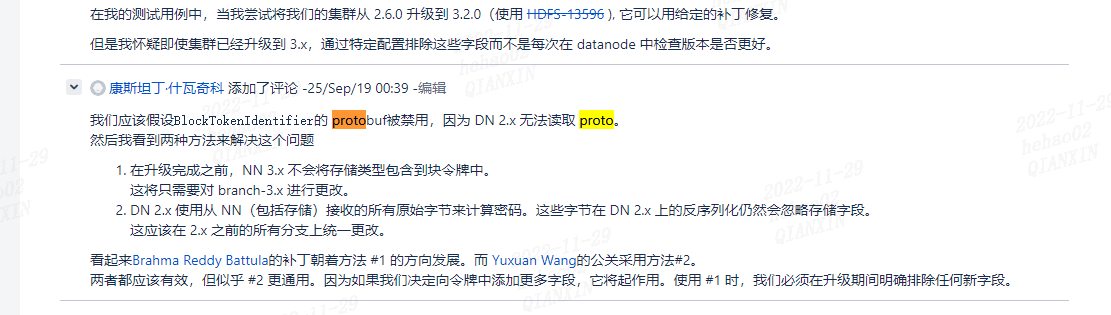 在我的测试用例中，当我尝试将我们的集群从 2.6.0 升级到 3.2.0（使用 HDFS-13596 ), 它可以用给定的补丁修复。
但是我怀疑即使集群已经升级到 3.x，通过特定配置排除这些字段而不是每次在 datanode 中检查版本是否更好。
康斯坦丁·什瓦奇科 添加了评论 -25/Sep/19 00:39 -编辑
我们应该假设BlockTokenIdentifier的 protobuf被禁用，因为 DN 2.x 无法读取 proto。
然后我看到两种方法来解决这个问题
1. 在升级完成之前，NN 3.x 不会将存储类型包含到块令牌中。
这将只需要对 branch-3.x 进行更改。
2. DN 2.x 使用从 NN（包括存储）接收的所有原始字节来计算密码。这些字节在 DN 2.x 上的反序列化仍然会忽略存储字段。
这应该在 2.x 之前的所有分支上统一更改。
看起来Brahma Reddy Battula的补丁朝着方法 #1 的方向发展。而 Yuxuan Wang的公关采用方法#2。
两者都应该有效，但似乎 #2 更通用。因为如果我们决定向令牌中添加更多字段，它将起作用。使用 #1 时，我们必须在升级期间明确排除任何新字段。
2022-11-29
hehao02
QIANXIN